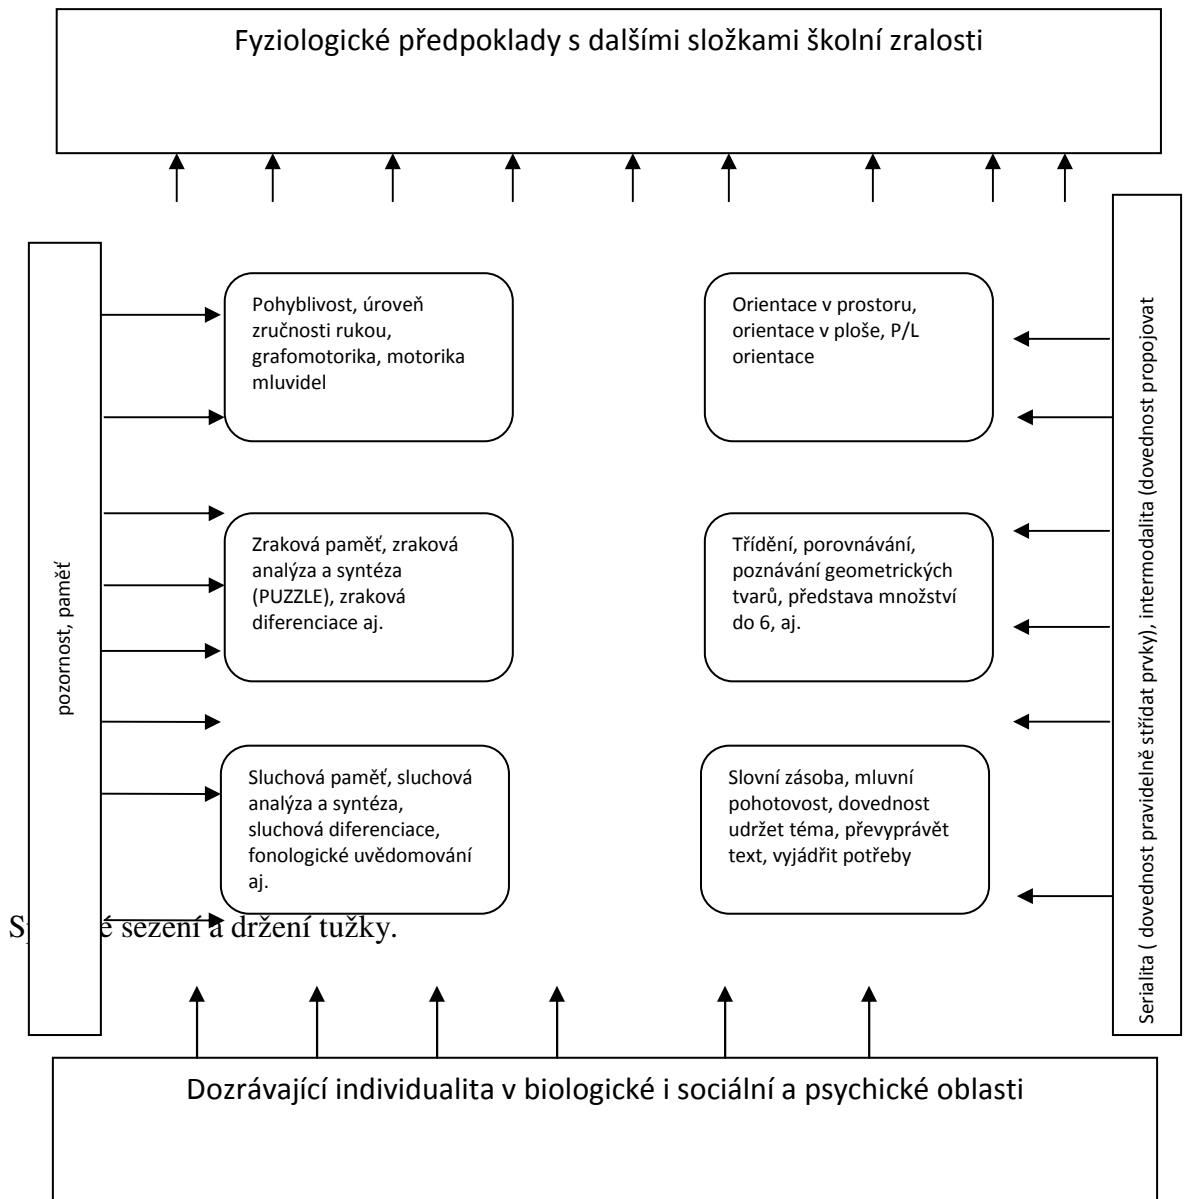 Fyziologické předpoklady s dalšími složkami školní zralosti
pozornost, paměť
Pohyblivost, úroveň
zručnosti rukou,
grafomotorika, motorika
mluvidel
Orientace v prostoru,
orientace v ploše, P/L
orientace
Zraková paměť, zraková
analýza a syntéza
(PUZZLE), zraková
diferenciace aj.
Třídění, porovnávání,
poznávání geometrických
tvarů, představa množství
do 6, aj.
Sluchová paměť, sluchová
analýza a syntéza,
sluchová diferenciace,
fonologické uvědomování
aj.
Slovní zásoba, mluvní
pohotovost, dovednost
udržet téma, převyprávět
text, vyjádřit potřeby
Serialita ( dovednost pravidelně střídat prvky), intermodalita (dovednost propojovat
sezení a držení tužky.
Dozrávající individualita v biologické i sociální a psychické oblasti